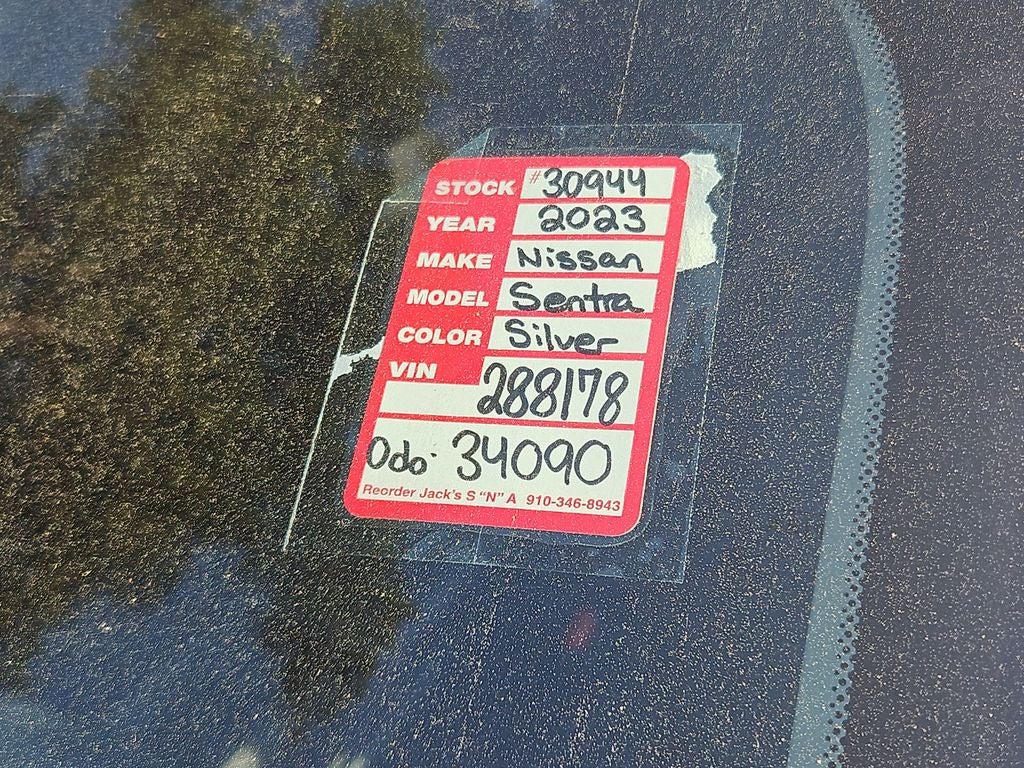 STOCK #30944
YEAR 2023
MAKE Nissan
MODEL Sentra
COLOR Silver
VIN 288178
Odo. 34090
Reorder Jack's S "N" A 910-346-8943